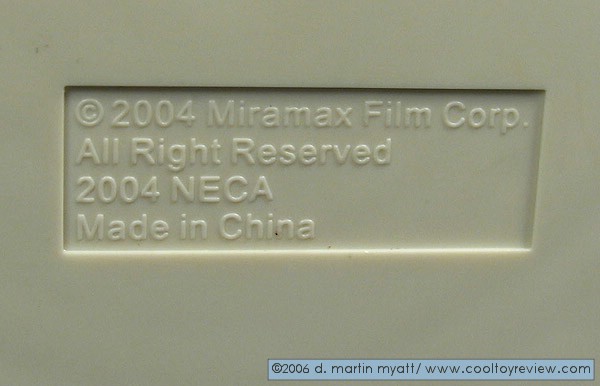 © 2004 Miramax Film Corp.
All Right Reserved
2004 NECA
Made in China
©2006 d. martin myatt/ www.cooltoyreview.com